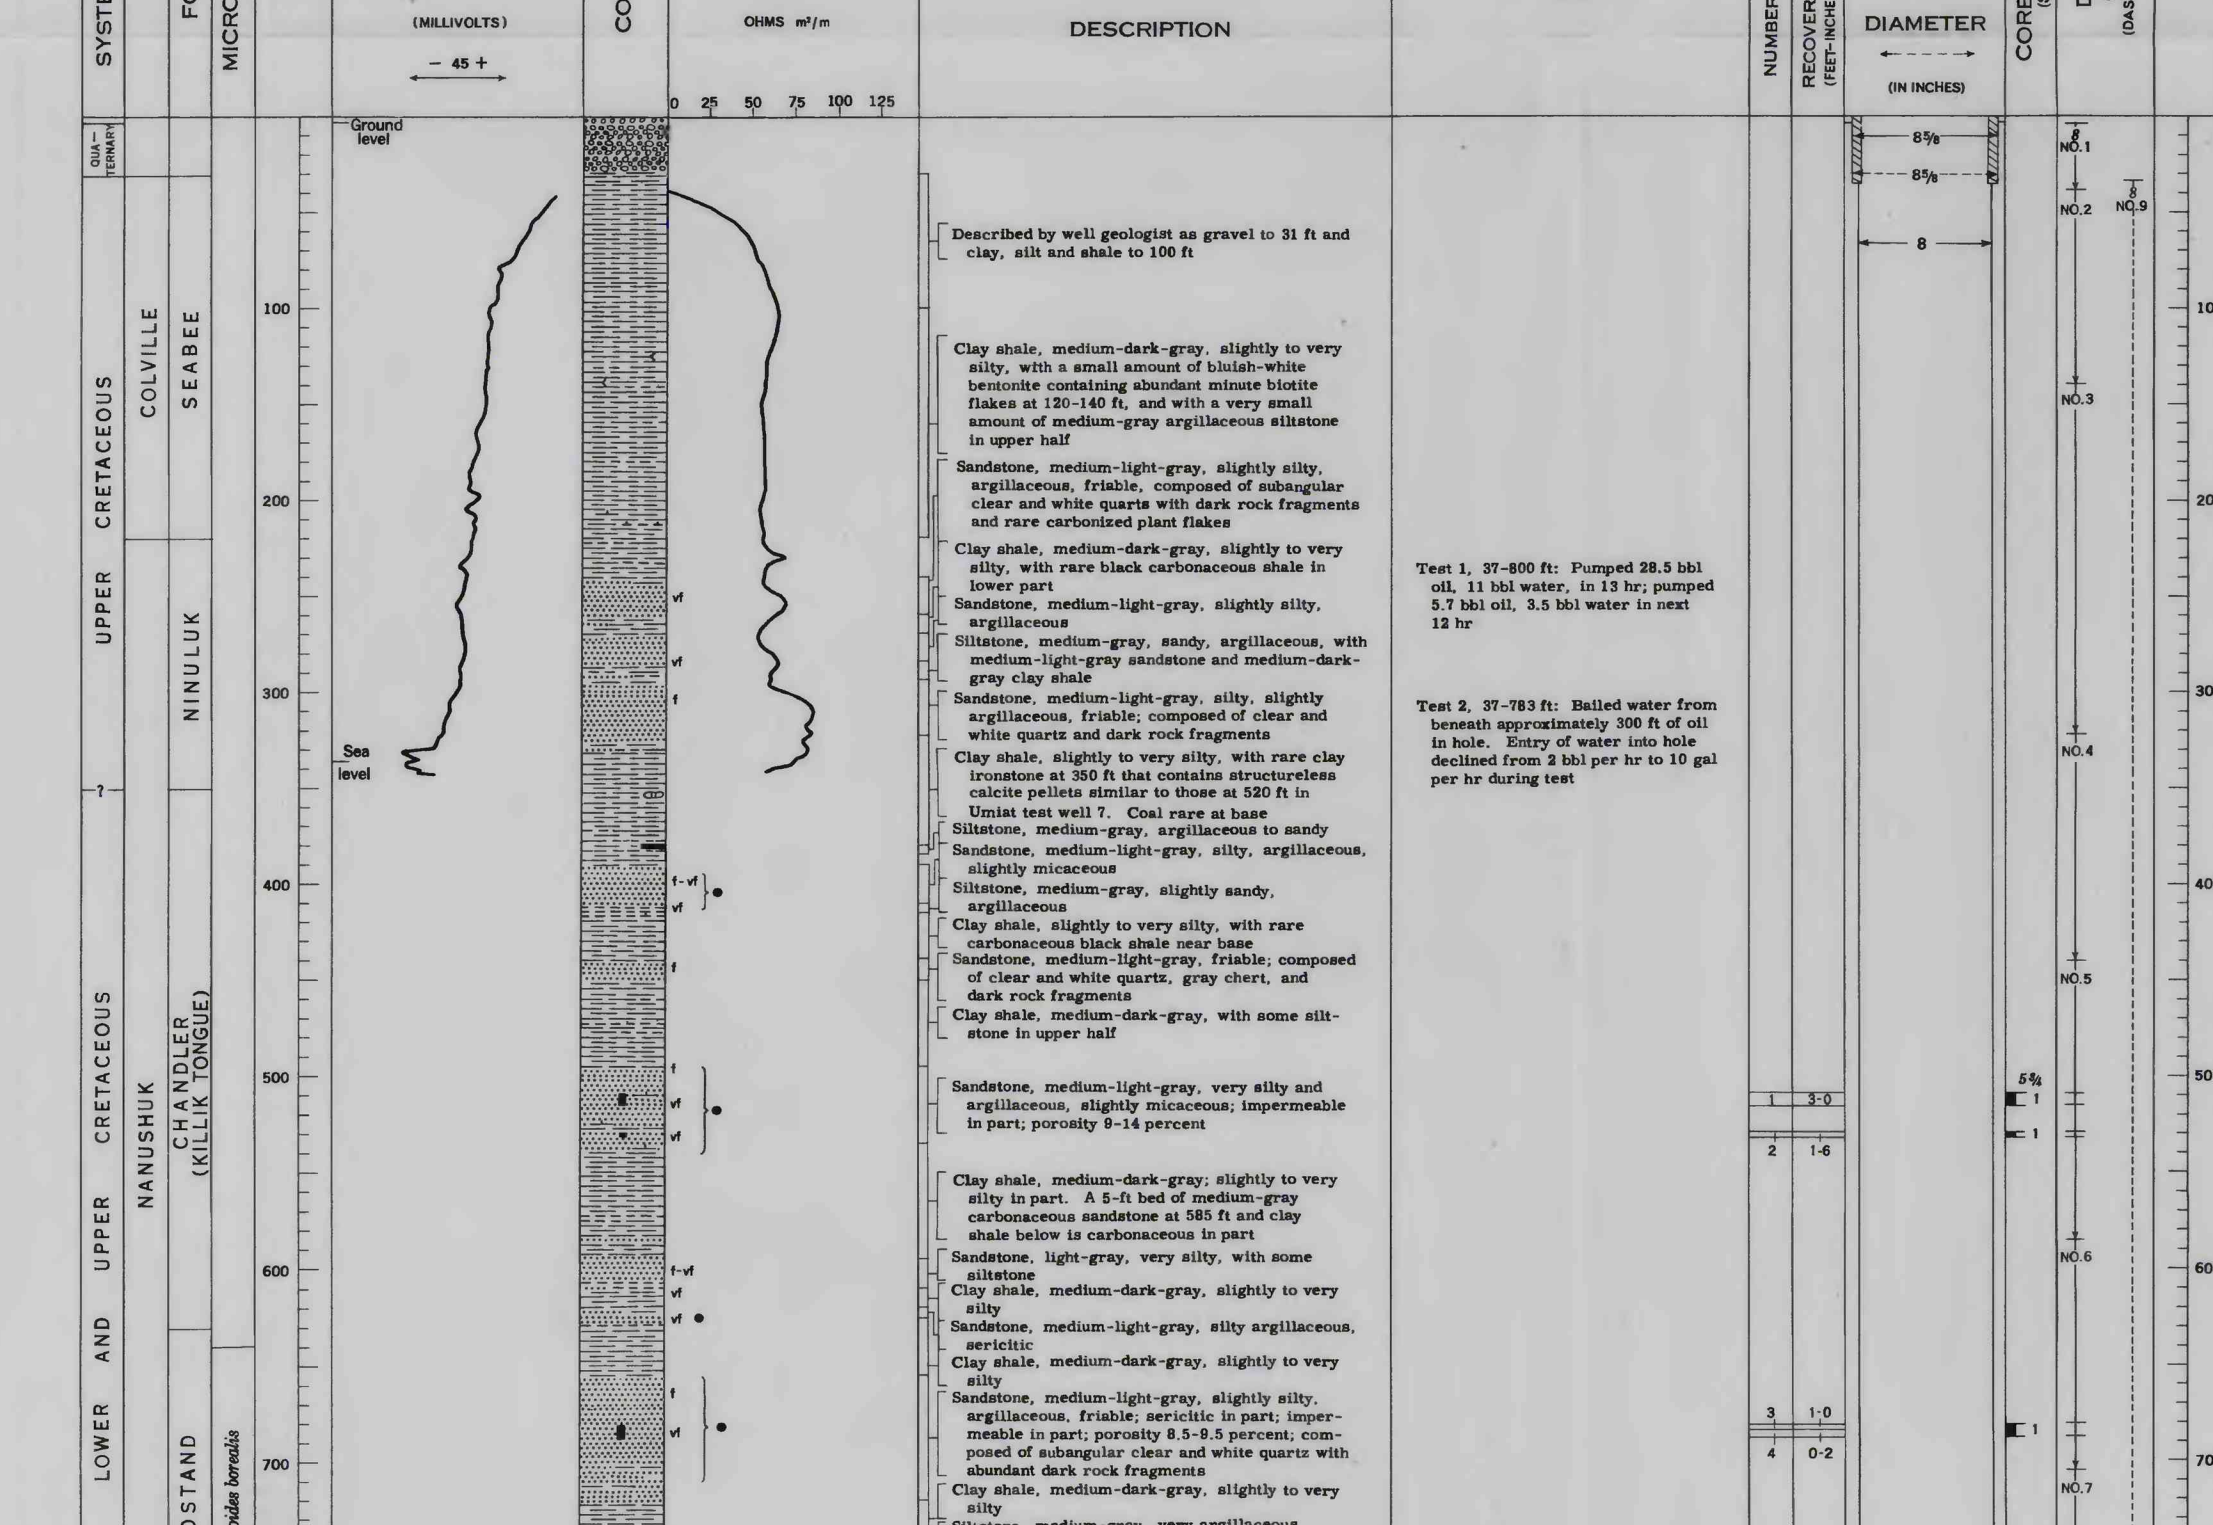 SYST
FO
MICRO
(MILLIVOLTS)
- 45 +
CO
OHMS m²/m
0 25 50 75 100 125
DESCRIPTION
NUMBER
RECOVER
(FEET-INCHE
DIAMETER
(IN INCHES)
CORE
(DAS
QUA-
TERNARY
UPPER CRETACEOUS
LOWER AND UPPER CRETACEOUS
-?-
COLVILLE
NANUSHUK
SEABEE
NINULUK
CHANDLER
(KILLIK TONGUE)
OSTAND
oides borealis
100
200
300
400
500
600
700
Ground
level
Sea
level
vf
vf
f
f-vf
vf
f
f
vf
vf
f-vf
vf
vf
f
vf
Described by well geologist as gravel to 31 ft and
clay, silt and shale to 100 ft
Clay shale, medium-dark-gray, slightly to very
silty, with a small amount of bluish-white
bentonite containing abundant minute biotite
flakes at 120-140 ft, and with a very small
amount of medium-gray argillaceous siltstone
in upper half
Sandstone, medium-light-gray, slightly silty,
argillaceous, friable, composed of subangular
clear and white quarts with dark rock fragments
and rare carbonized plant flakes
Clay shale, medium-dark-gray, slightly to very
silty, with rare black carbonaceous shale in
lower part
Sandstone, medium-light-gray, slightly silty,
argillaceous
Siltstone, medium-gray, sandy, argillaceous, with
medium-light-gray sandstone and medium-dark-
gray clay shale
Sandstone, medium-light-gray, silty, slightly
argillaceous, friable; composed of clear and
white quartz and dark rock fragments
Clay shale, slightly to very silty, with rare clay
ironstone at 350 ft that contains structureless
calcite pellets similar to those at 520 ft in
Umiat test well 7. Coal rare at base
Siltstone, medium-gray, argillaceous to sandy
Sandstone, medium-light-gray, silty, argillaceous,
slightly micaceous
Siltstone, medium-gray, slightly sandy,
argillaceous
Clay shale, slightly to very silty, with rare
carbonaceous black shale near base
Sandstone, medium-light-gray, friable; composed
of clear and white quartz, gray chert, and
dark rock fragments
Clay shale, medium-dark-gray, with some silt-
stone in upper half
Sandstone, medium-light-gray, very silty and
argillaceous, slightly micaceous; impermeable
in part; porosity 9-14 percent
Clay shale, medium-dark-gray; slightly to very
silty in part. A 5-ft bed of medium-gray
carbonaceous sandstone at 585 ft and clay
shale below is carbonaceous in part
Sandstone, light-gray, very silty, with some
siltstone
Clay shale, medium-dark-gray, slightly to very
silty
Sandstone, medium-light-gray, silty argillaceous,
sericitic
Clay shale, medium-dark-gray, slightly to very
silty
Sandstone, medium-light-gray, slightly silty,
argillaceous, friable; sericitic in part; imper-
meable in part; porosity 8.5-9.5 percent; com-
posed of subangular clear and white quartz with
abundant dark rock fragments
Clay shale, medium-dark-gray, slightly to very
silty
Test 1, 37-800 ft: Pumped 28.5 bbl
oil, 11 bbl water, in 13 hr; pumped
5.7 bbl oil, 3.5 bbl water in next
12 hr
Test 2, 37-783 ft: Bailed water from
beneath approximately 300 ft of oil
in hole. Entry of water into hole
declined from 2 bbl per hr to 10 gal
per hr during test
1 3-0
2 1-6
3 1-0
4 0-2
8⅝
8⅝
8
5¾
1
1
1
8
NO.1
NO.2
NO.3
NO.4
NO.5
NO.6
NO.7
8
NO.9
10
20
30
40
50
60
70